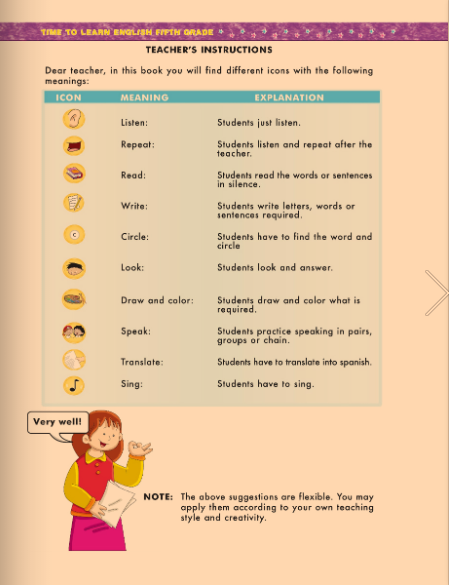 TIME TO LEARN ENGLISH FIFTH GRADE
TEACHER'S INSTRUCTIONS
Dear teacher, in this book you will find different icons with the following
meanings:
ICON MEANING EXPLANATION
Listen: Students just listen.
Repeat: Students listen and repeat after the
teacher.
Read: Students read the words or sentences
in silence.
Write: Students write letters, words or
sentences required.
C
Circle: Students have to find the word and
circle
Look: Students look and answer.
Draw and color: Students draw and color what is
required.
Speak: Students practice speaking in pairs,
groups or chain.
Translate: Students have to translate into spanish.
Sing: Students have to sing.
Very well!
NOTE: The above suggestions are flexible. You may
apply them according to your own teaching
style and creativity.